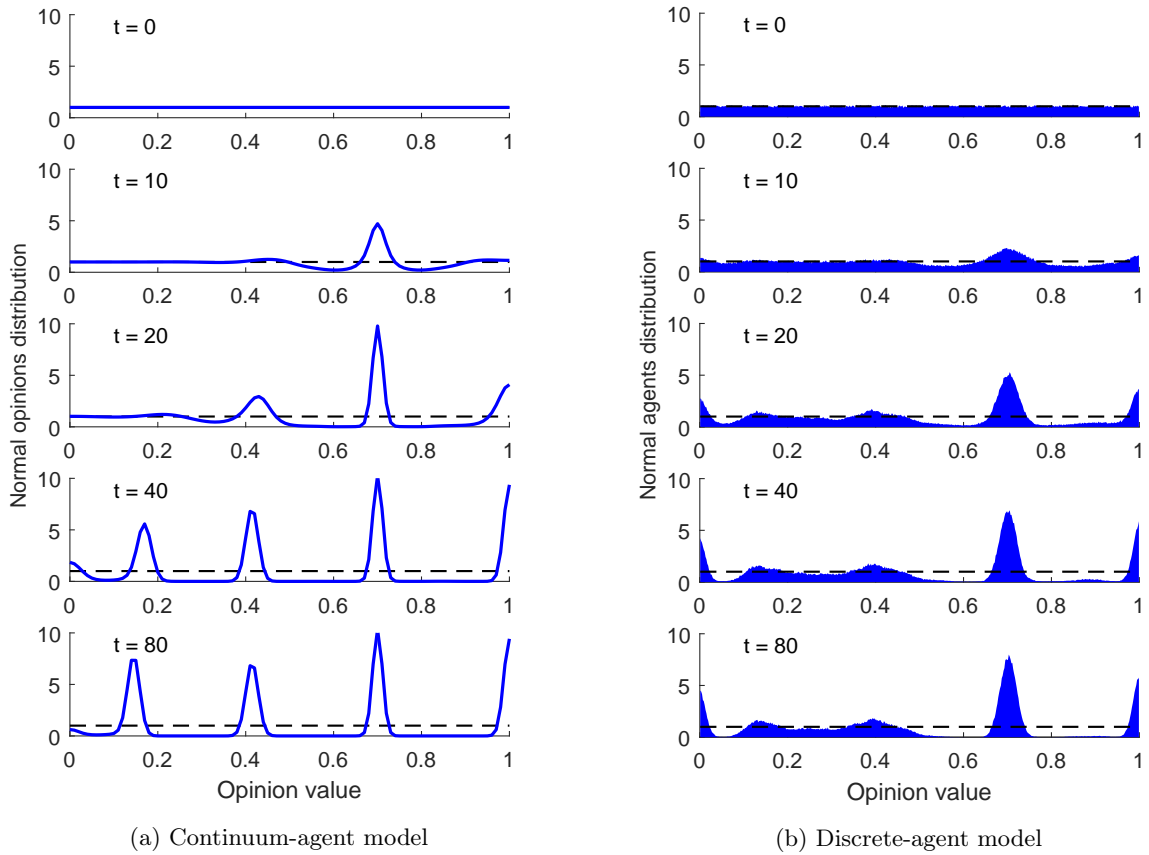 Normal opinions distribution
10
5
0
t = 0
0 0.2 0.4 0.6 0.8 1
10
5
0
t = 10
0 0.2 0.4 0.6 0.8 1
10
5
0
t = 20
0 0.2 0.4 0.6 0.8 1
10
5
0
t = 40
0 0.2 0.4 0.6 0.8 1
10
5
0
t = 80
0 0.2 0.4 0.6 0.8 1
Opinion value
(a) Continuum-agent model
Normal agents distribution
10
5
0
t = 0
0 0.2 0.4 0.6 0.8 1
10
5
0
t = 10
0 0.2 0.4 0.6 0.8 1
10
5
0
t = 20
0 0.2 0.4 0.6 0.8 1
10
5
0
t = 40
0 0.2 0.4 0.6 0.8 1
10
5
0
t = 80
0 0.2 0.4 0.6 0.8 1
Opinion value
(b) Discrete-agent model